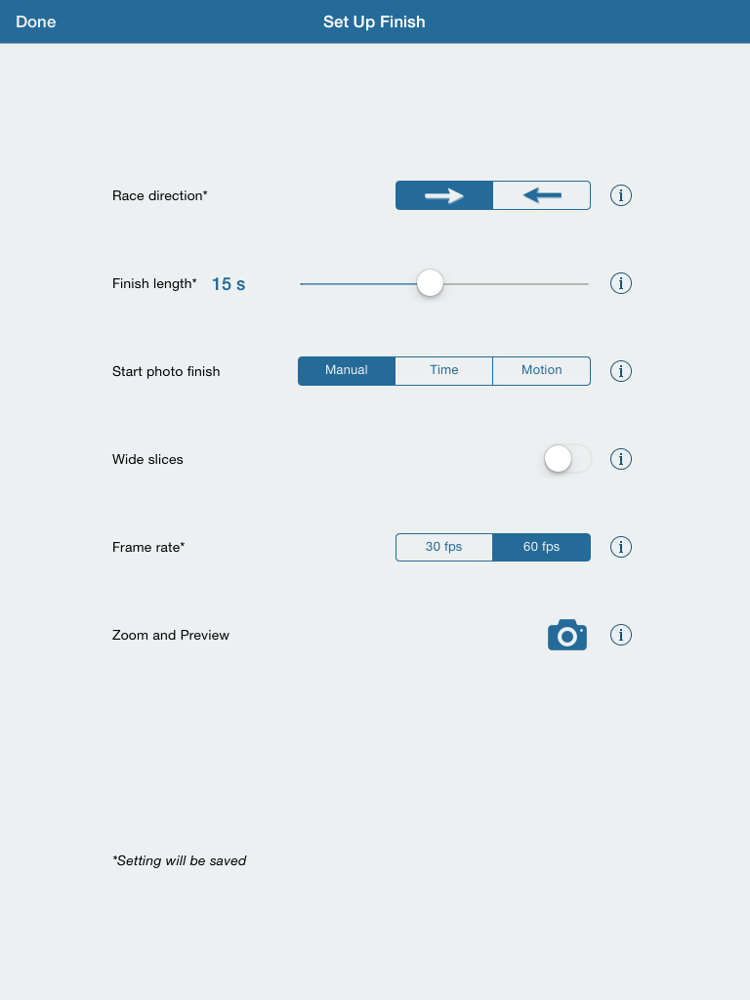 Done Set Up Finish
Race direction*
Finish length* 15 s
Start photo finish Manual Time Motion
Wide slices
Frame rate* 30 fps 60 fps
Zoom and Preview
*Setting will be saved